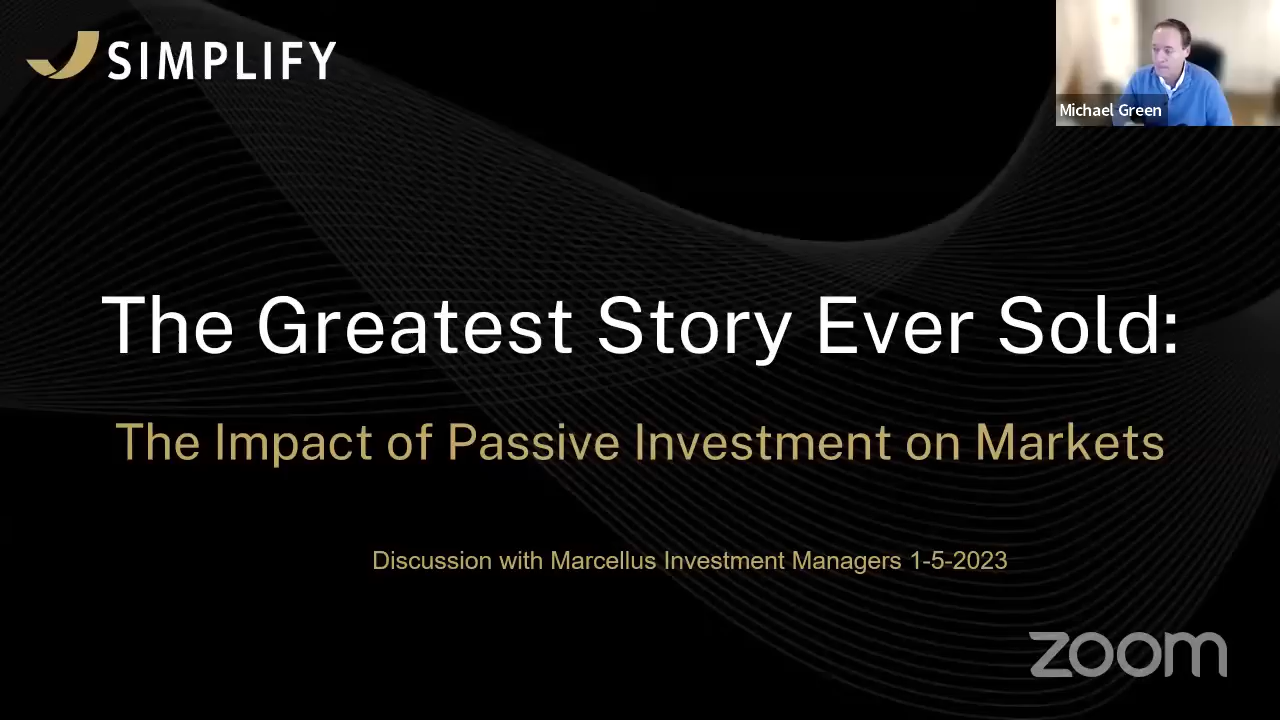 SIMPLIFY
Michael Green
The Greatest Story Ever Sold:
The Impact of Passive Investment on Markets
Discussion with Marcellus Investment Managers 1-5-2023
zoom